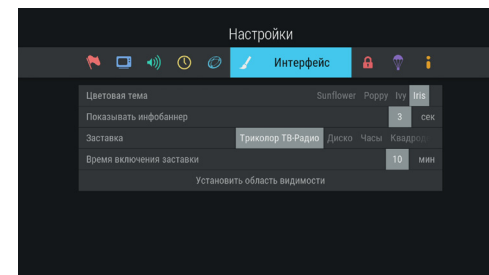 Настройки
Интерфейс
Цветовая тема Sunflower Poppy Ivy Iris
Показывать инфобаннер 3 сек
Заставка Триколор ТВ-Радио Диско Часы Квадрод
Время включения заставки 10 мин
Установить область видимости